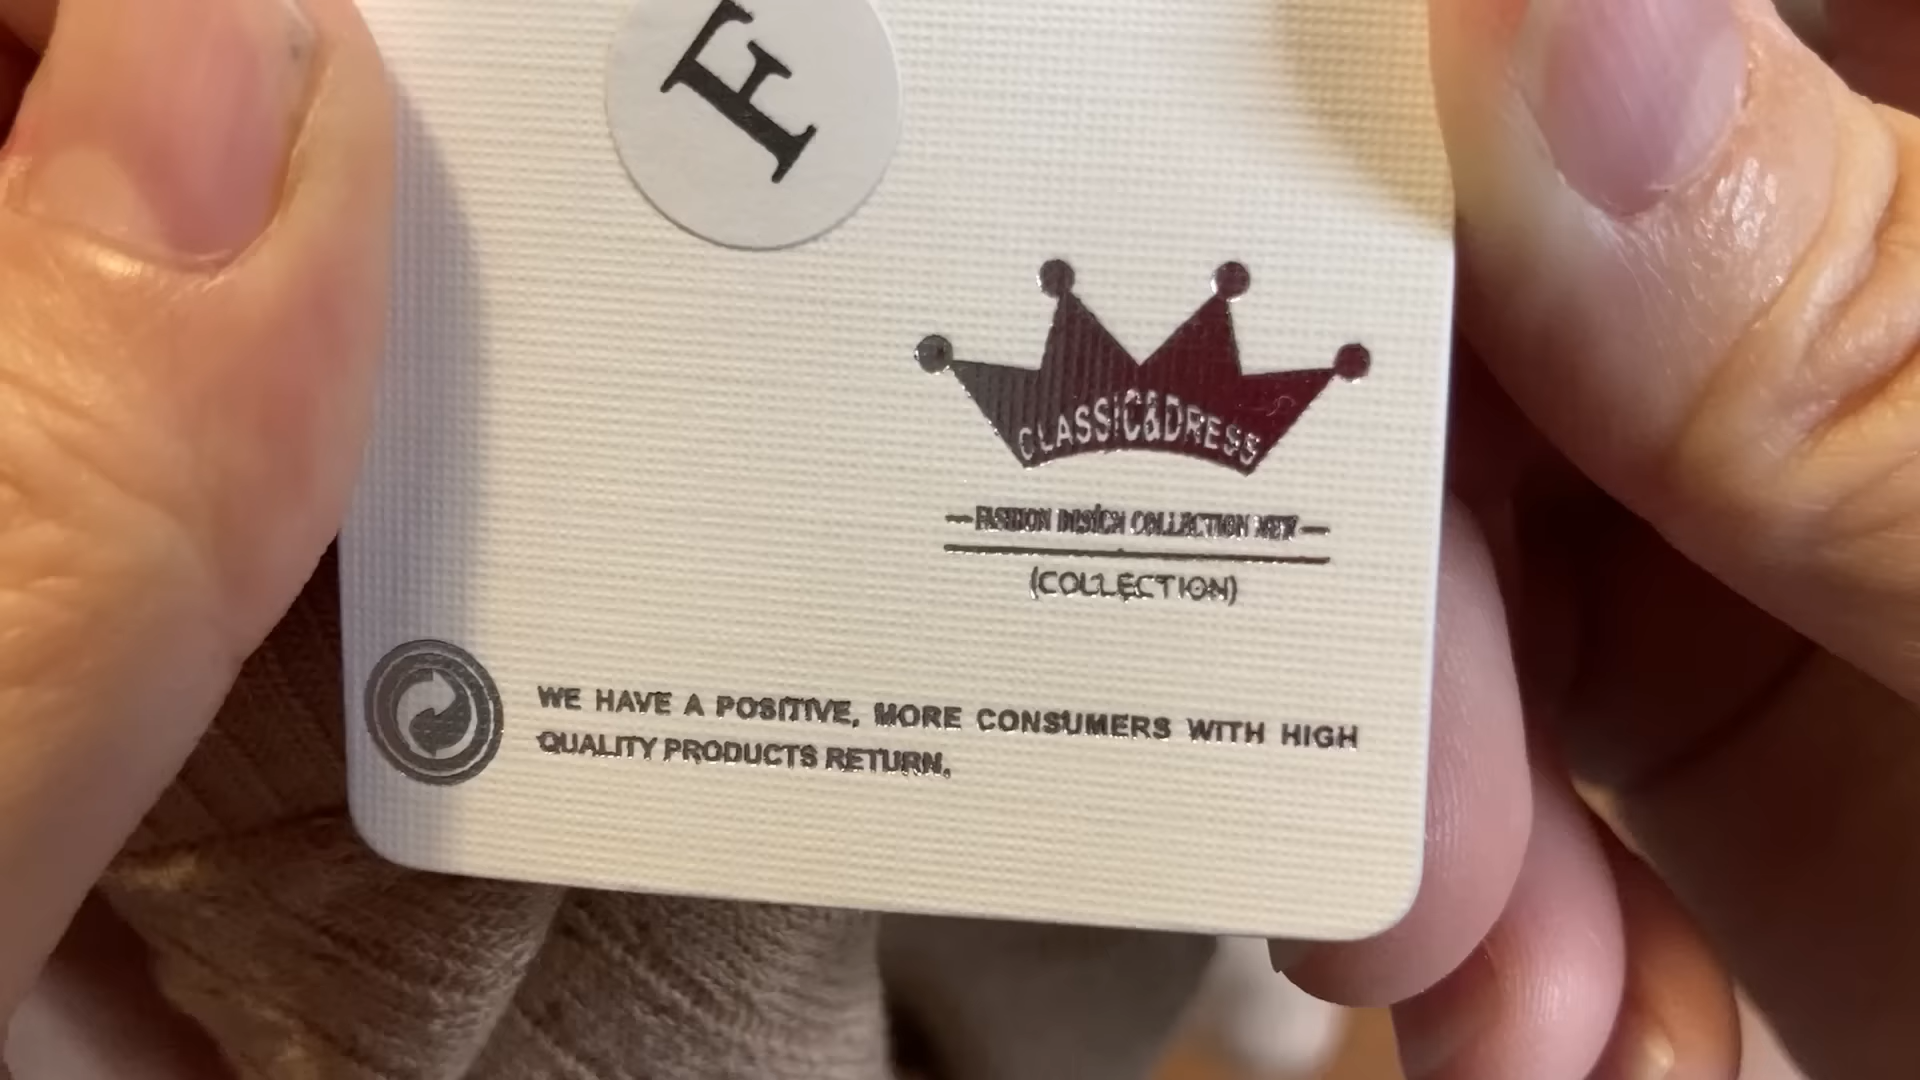 F
CLASSIC&DRESS
FASHION DESIGN COLLECTION NEW
(COLLECTION)
WE HAVE A POSITIVE, MORE CONSUMERS WITH HIGH
QUALITY PRODUCTS RETURN,